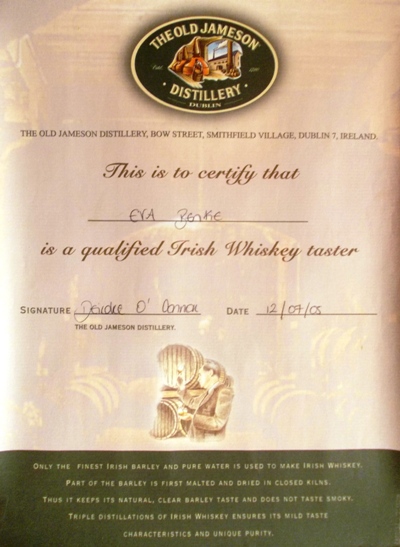 THE OLD JAMESON
DISTILLERY
DUBLIN
THE OLD JAMESON DISTILLERY, BOW STREET, SMITHFIELD VILLAGE, DUBLIN 7, IRELAND.
This is to certify that
EVA Benke
is a qualified Irish Whiskey taster
SIGNATURE Deirdre O' Connor DATE 12/07/05
THE OLD JAMESON DISTILLERY.
ONLY THE FINEST IRISH BARLEY AND PURE WATER IS USED TO MAKE IRISH WHISKEY.
PART OF THE BARLEY IS FIRST MALTED AND DRIED IN CLOSED KILNS.
THUS IT KEEPS ITS NATURAL, CLEAR BARLEY TASTE AND DOES NOT TASTE SMOKY.
TRIPLE DISTILLATIONS OF IRISH WHISKEY ENSURES ITS MILD TASTE
CHARACTERISTICS AND UNIQUE PURITY.